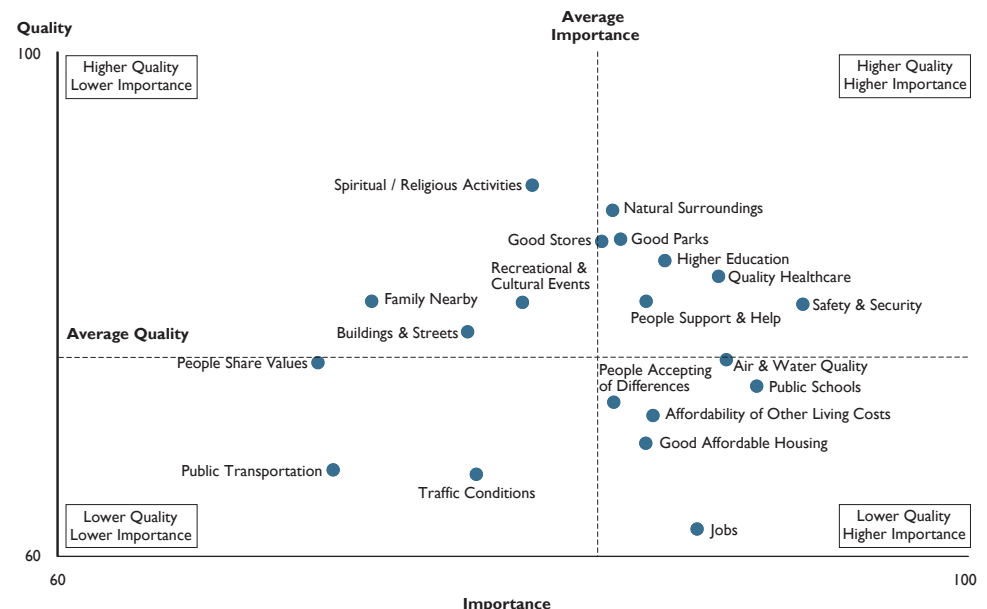 Quality
Average
Importance
100
Higher Quality
Lower Importance
Higher Quality
Higher Importance
Spiritual / Religious Activities
Natural Surroundings
Good Stores
Good Parks
Higher Education
Recreational &
Cultural Events
Quality Healthcare
Family Nearby
Safety & Security
People Support & Help
Buildings & Streets
Average Quality
People Share Values
Air & Water Quality
People Accepting
of Differences
Public Schools
Affordability of Other Living Costs
Good Affordable Housing
Public Transportation
Traffic Conditions
Lower Quality
Lower Importance
Jobs
Lower Quality
Higher Importance
60
60
100
Importance